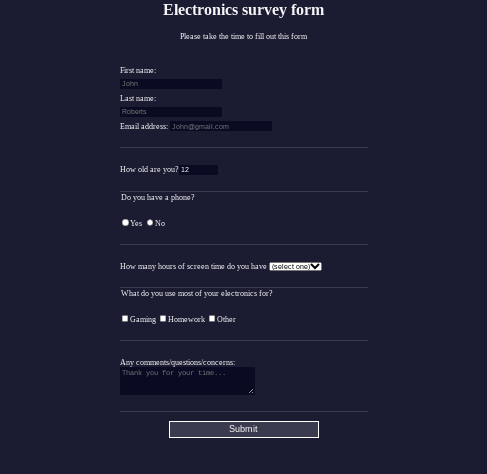 Electronics survey form
Please take the time to fill out this form
First name:
John
Last name:
Roberts
Email address: John@gmail.com
How old are you? 12
Do you have a phone?
Yes No
How many hours of screen time do you have (select one)
What do you use most of your electronics for?
Gaming Homework Other
Any comments/questions/concerns:
Thank you for your time...
Submit